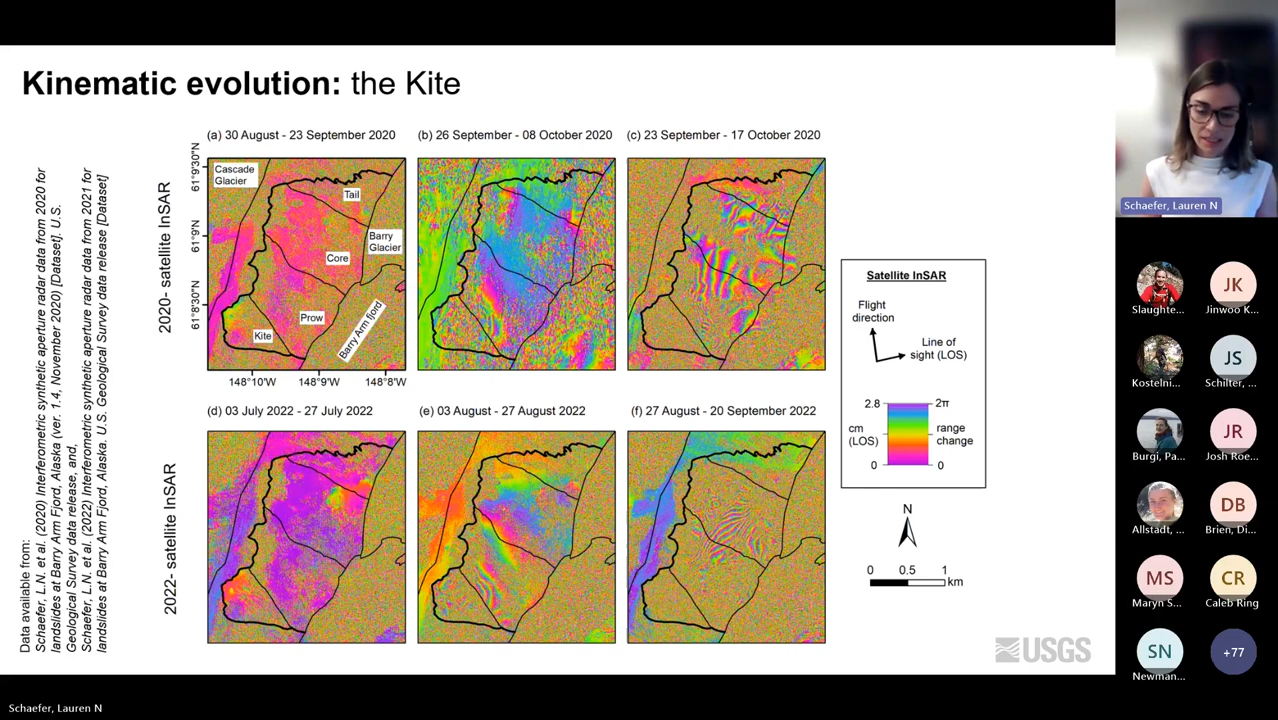 Kinematic evolution: the Kite
Data available from:
Schaefer, L.N. et al. (2020) Interferometric synthetic aperture radar data from 2020 for
landslides at Barry Arm Fjord, Alaska (ver. 1.4, November 2020) [Dataset]. U.S.
Geological Survey data release, and,
Schaefer, L.N. et al. (2022) Interferometric synthetic aperture radar data from 2021 for
landslides at Barry Arm Fjord, Alaska. U.S. Geological Survey data release [Dataset]
2020- satellite InSAR
(a) 30 August - 23 September 2020
(b) 26 September - 08 October 2020
(c) 23 September - 17 October 2020
61°9'30"N
61°9'N
61°8'30"N
Cascade
Glacier
Tail
Barry
Glacier
Core
Prow
Kite
Barry Arm fjord
148°10'W
148°9'W
148°8'W
2022- satellite InSAR
(d) 03 July 2022 - 27 July 2022
(e) 03 August - 27 August 2022
(f) 27 August - 20 September 2022
Satellite InSAR
Flight
direction
Line of
sight (LOS)
2.8
2π
cm
(LOS)
range
change
0
0
N
0 0.5 1
km
USGS
Schaefer, Lauren N
Slaughte...
JK
Jinwoo K...
Kostelni...
JS
Schilter, ...
Burgi, Pa...
JR
Josh Roe...
Allstadt, ...
DB
Brien, Di...
MS
Maryn S...
CR
Caleb Ring
SN
Newman...
+77
Schaefer, Lauren N